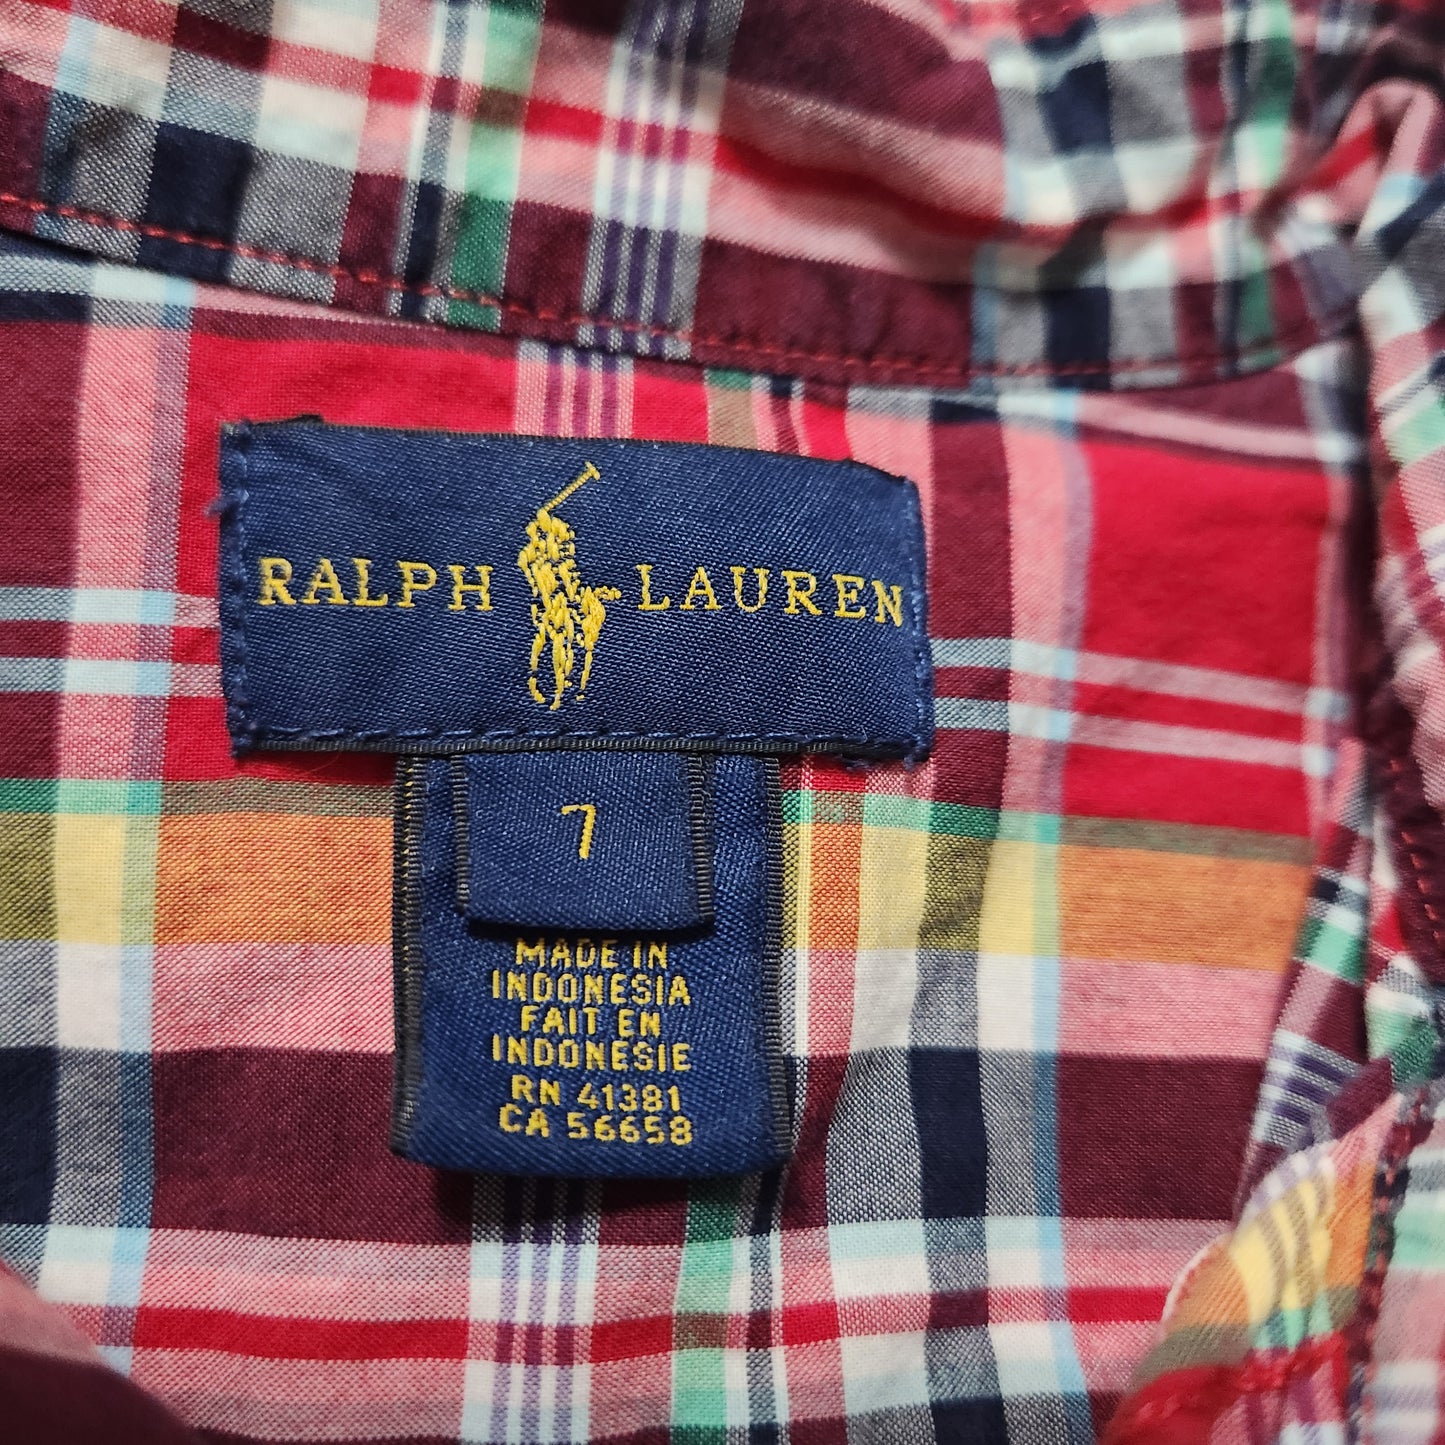 RALPH LAUREN
7
MADE IN
INDONESIA
FAIT EN
INDONESIE
RN 41381
CA 56658